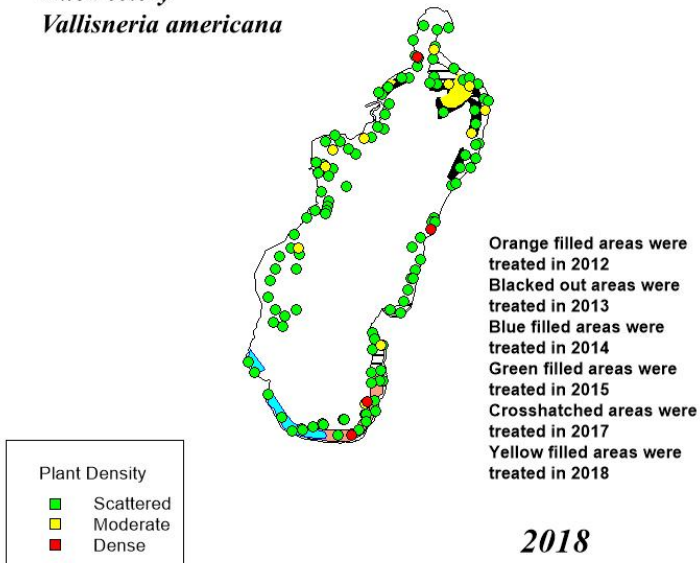 Vallisneria americana
Orange filled areas were
treated in 2012
Blacked out areas were
treated in 2013
Blue filled areas were
treated in 2014
Green filled areas were
treated in 2015
Crosshatched areas were
treated in 2017
Yellow filled areas were
treated in 2018
Plant Density
Scattered
Moderate
Dense
2018